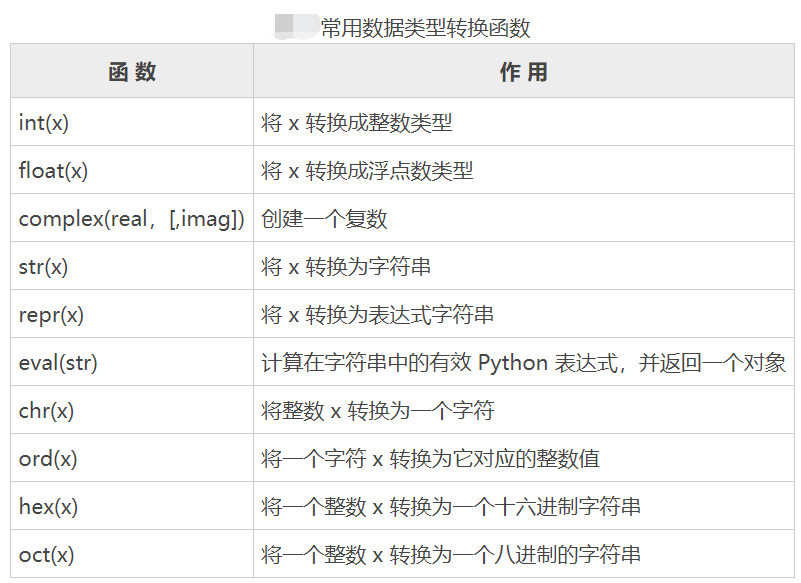 常用数据类型转换函数
函 数 作 用
int(x) 将 x 转换成整数类型
float(x) 将 x 转换成浮点数类型
complex(real，[,imag]) 创建一个复数
str(x) 将 x 转换为字符串
repr(x) 将 x 转换为表达式字符串
eval(str) 计算在字符串中的有效 Python 表达式，并返回一个对象
chr(x) 将整数 x 转换为一个字符
ord(x) 将一个字符 x 转换为它对应的整数值
hex(x) 将一个整数 x 转换为一个十六进制字符串
oct(x) 将一个整数 x 转换为一个八进制的字符串